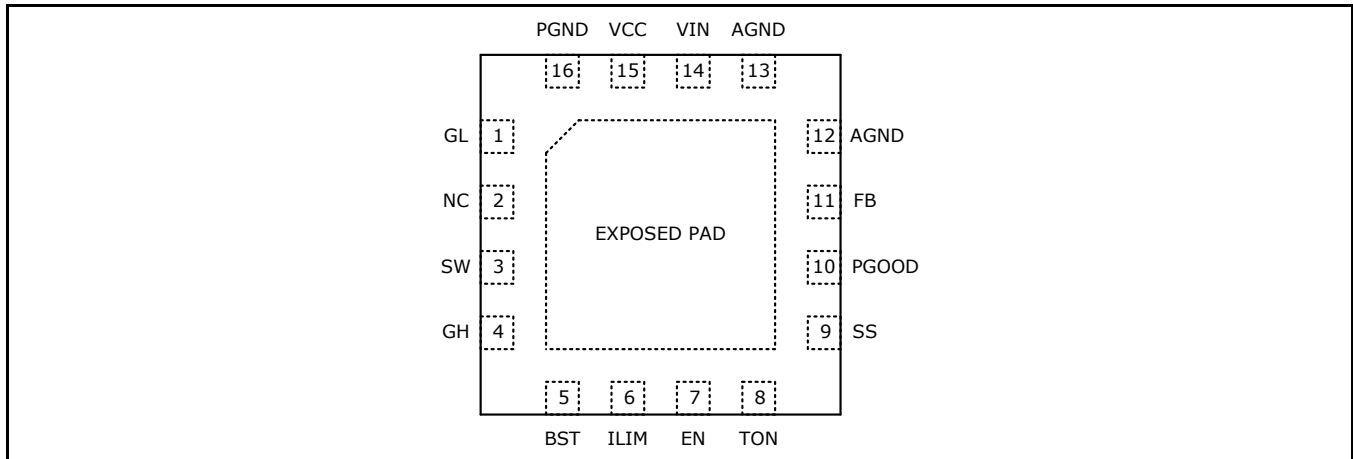 PGND VCC VIN AGND
16 15 14 13
GL 1 12 AGND
NC 2 11 FB
EXPOSED PAD
SW 3 10 PGOOD
GH 4 9 SS
5 6 7 8
BST ILIM EN TON